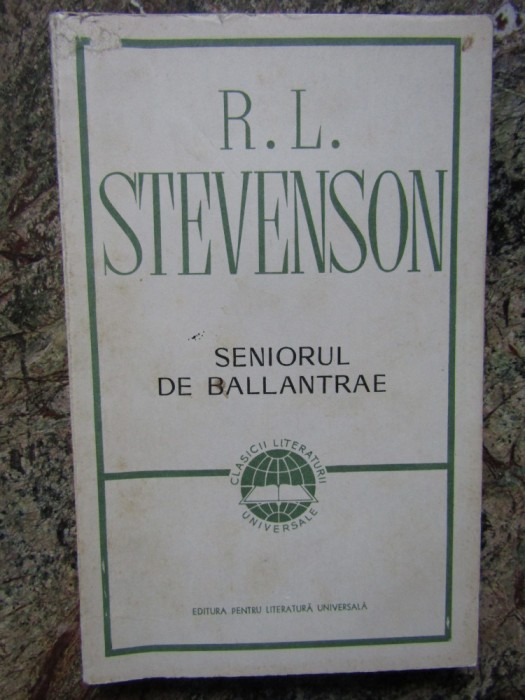 R. L.
STEVENSON
SENIORUL
DE BALLANTRAE
CLASICII LITERATURII
UNIVERSALE
EDITURA PENTRU LITERATURĂ UNIVERSALĂ